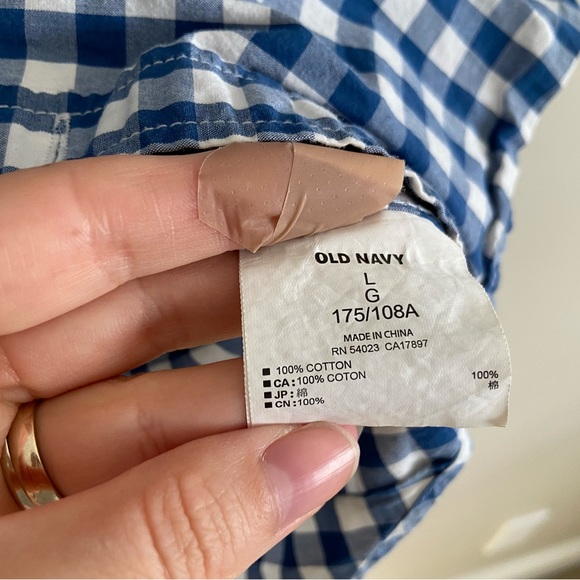 OLD NAVY
L
G
175/108A
MADE IN CHINA
RN 54023 CA17897
■ 100% COTTON
■ CA:100% COTON
■ JP:綿 100%
■ CN:100% 棉